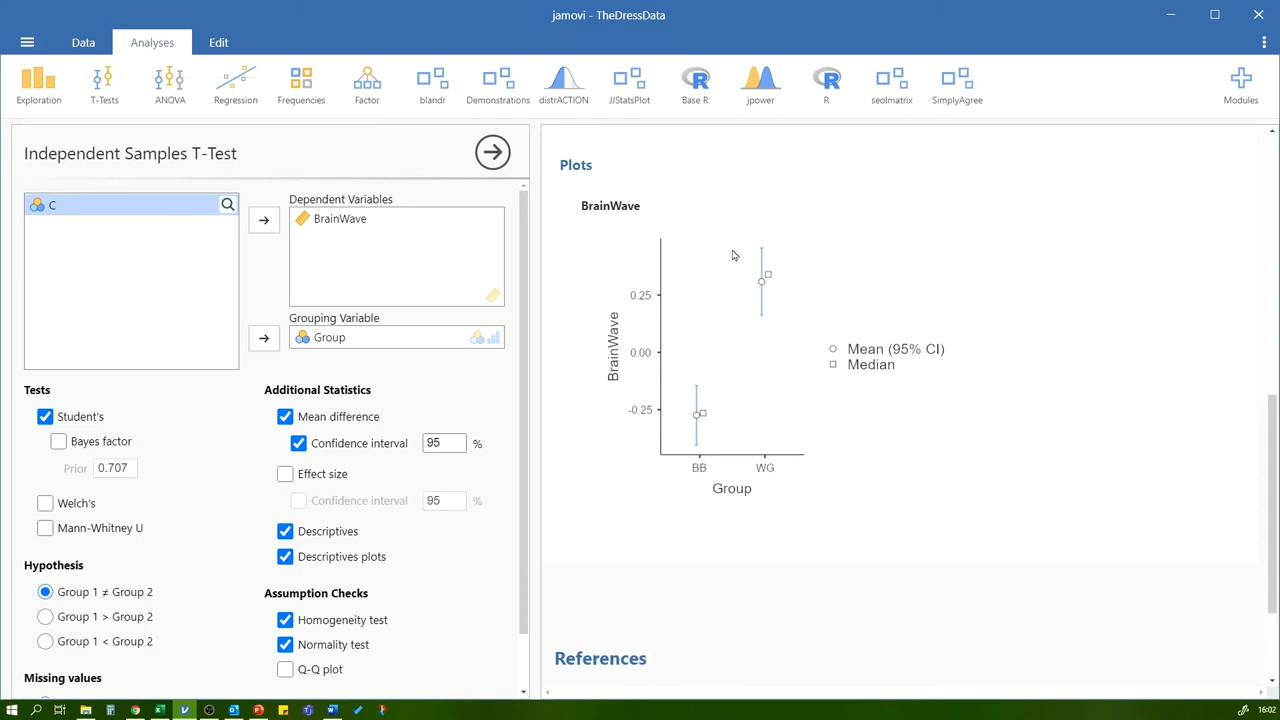 jamovi - TheDressData
Data
Analyses
Edit
Exploration
T-Tests
ANOVA
Regression
Frequencies
Factor
blandr
Demonstrations
distrACTION
JJStatsPlot
Base R
jpower
R
seolmatrix
SimplyAgree
Modules
Independent Samples T-Test
C
Dependent Variables
BrainWave
Grouping Variable
Group
Tests
Student's
Bayes factor
Prior 0.707
Welch's
Mann-Whitney U
Hypothesis
Group 1 ≠ Group 2
Group 1 > Group 2
Group 1 < Group 2
Missing values
Additional Statistics
Mean difference
Confidence interval 95 %
Effect size
Confidence interval 95 %
Descriptives
Descriptives plots
Assumption Checks
Homogeneity test
Normality test
Q-Q plot
Plots
BrainWave
BrainWave
0.25
0.00
-0.25
BB
WG
Group
Mean (95% CI)
Median
References
16:02